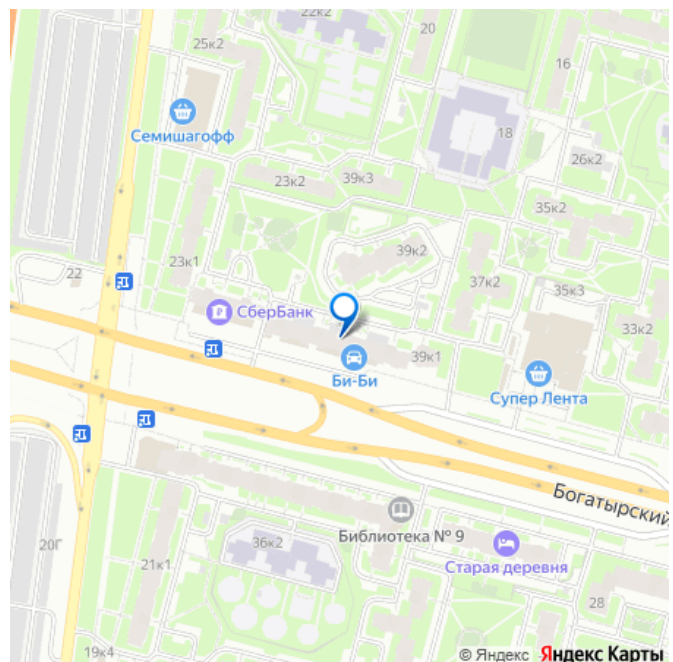 22к2
25к2
20
16
Семишагофф
18
26к2
23к2
39к3
35к2
39к2
23к1
22
37к2
35к3
СберБанк
33к2
39к1
Би-Би
Супер Лента
Богатырский
Библиотека № 9
20Г
36к2
Старая деревня
21к1
28
19к4
© Яндекс Яндекс Карты